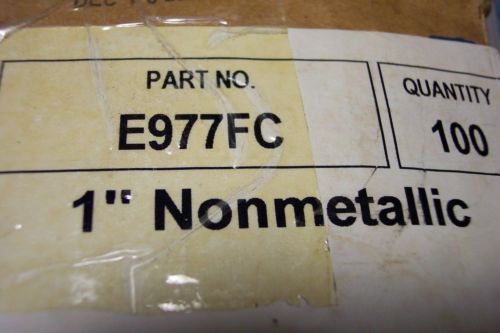 PART NO.
QUANTITY
E977FC
100
1" Nonmetallic